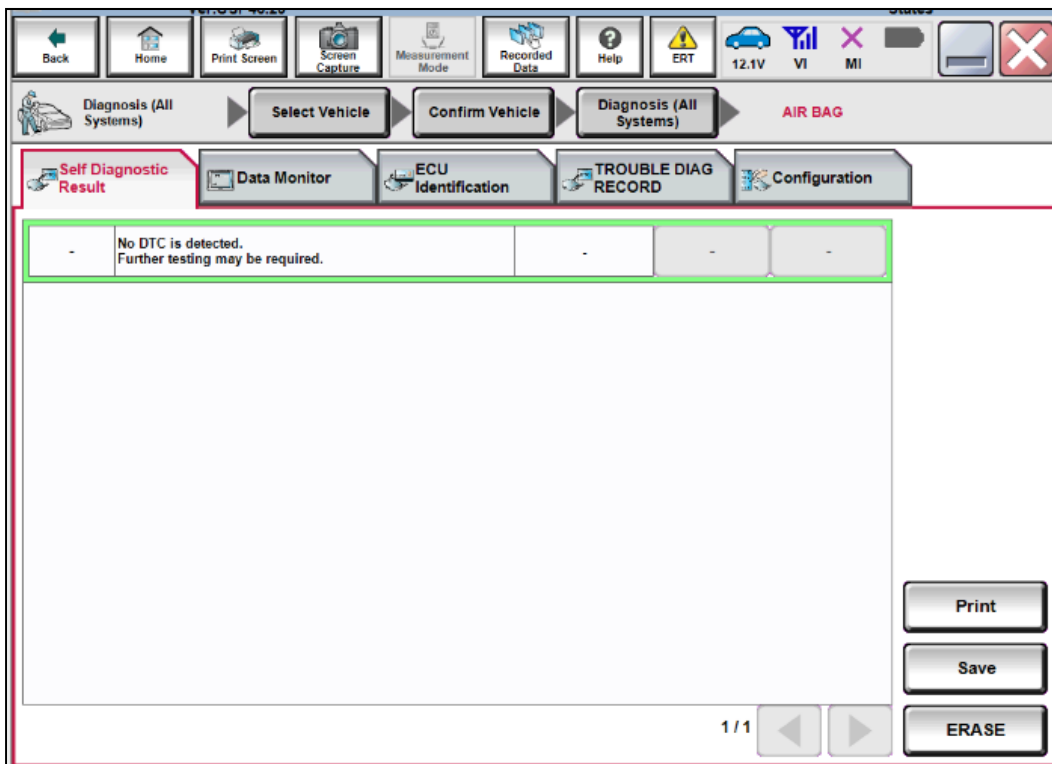 Back
Home
Print Screen
Screen
Capture
Measurement
Mode
Recorded
Data
Help
ERT
12.1V
VI
MI
Diagnosis (All
Systems)
Select Vehicle
Confirm Vehicle
Diagnosis (All
Systems)
AIR BAG
Self Diagnostic
Result
Data Monitor
ECU
Identification
TROUBLE DIAG
RECORD
Configuration
-
No DTC is detected.
Further testing may be required.
-
-
-
Print
Save
1 / 1
ERASE